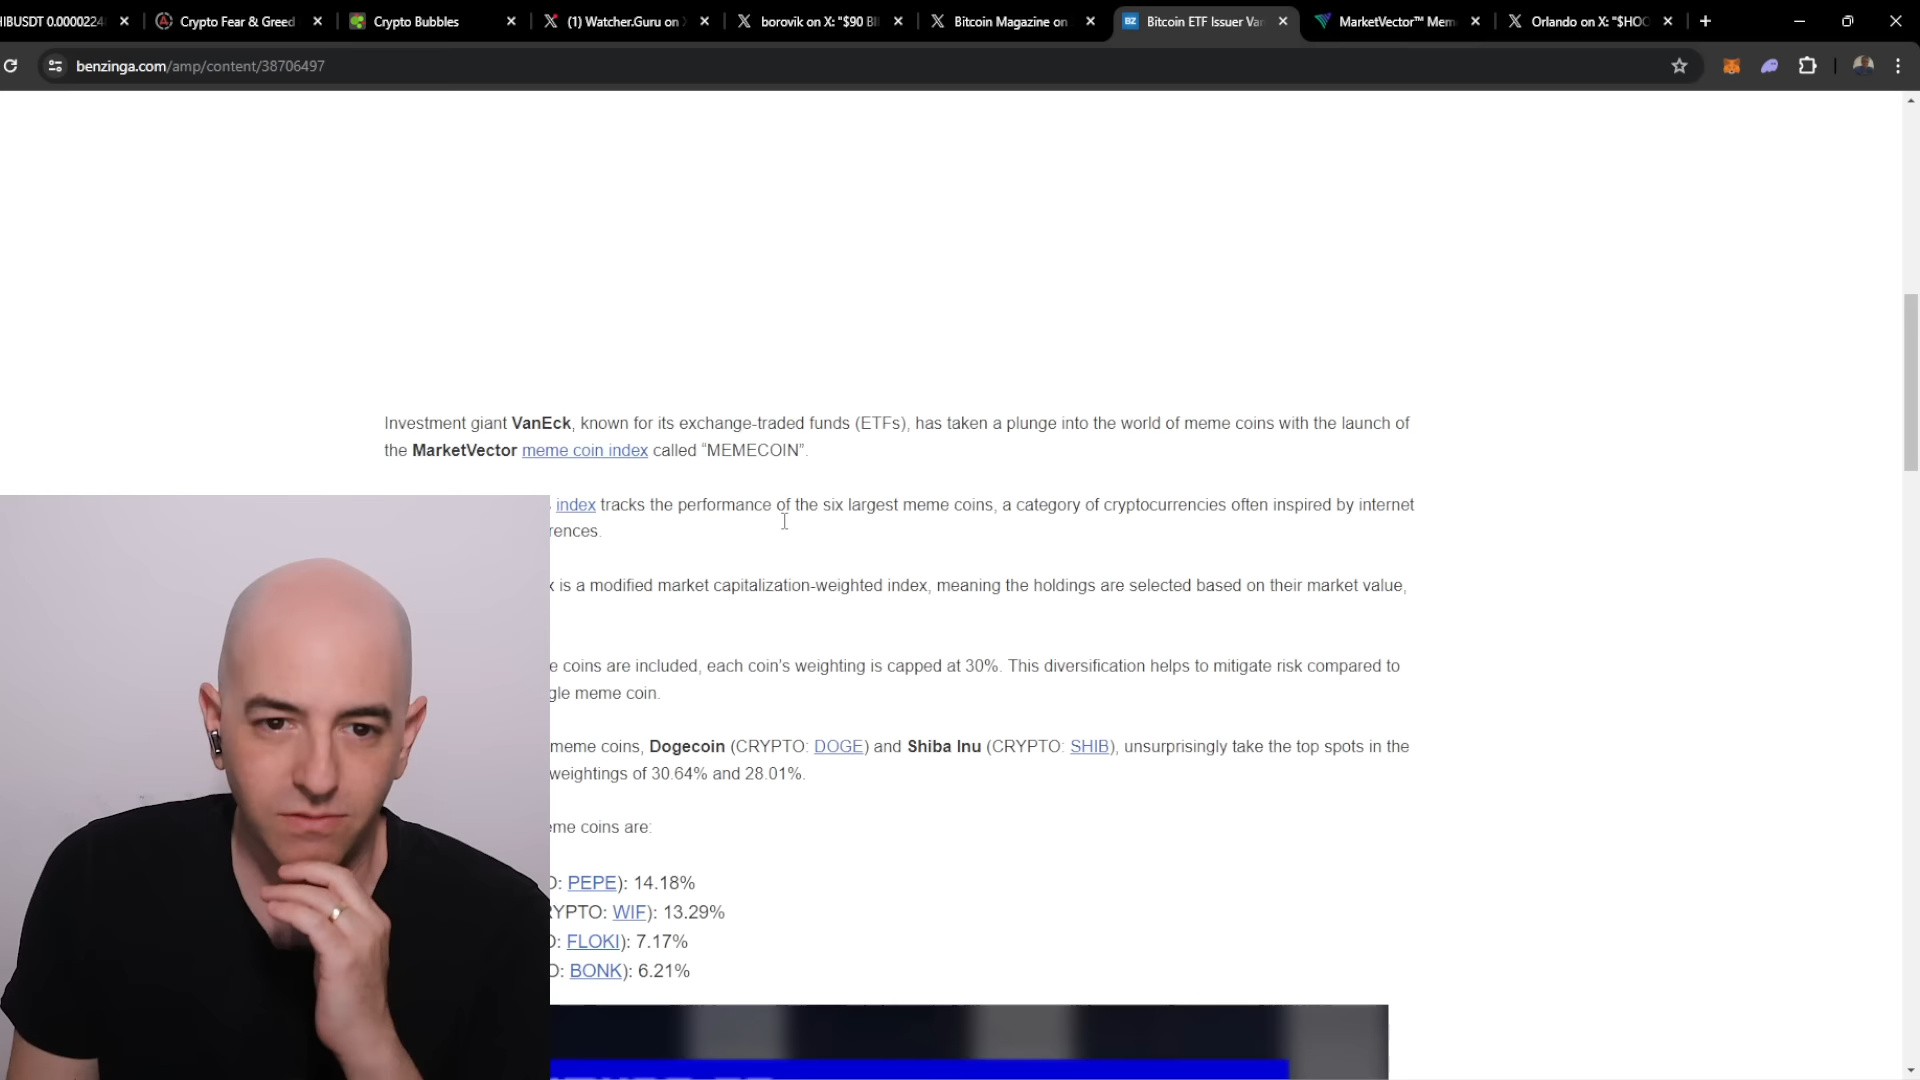 HIBUSDT 0.0000224
Crypto Fear & Greed
Crypto Bubbles
(1) Watcher.Guru on X
borovik on X: "$90 BI
Bitcoin Magazine on
BZ
Bitcoin ETF Issuer Van
MarketVector™ Mem
Orlando on X: "$HOC
benzinga.com/amp/content/38706497
Investment giant VanEck, known for its exchange-traded funds (ETFs), has taken a plunge into the world of meme coins with the launch of
the MarketVector meme coin index called “MEMECOIN”.
index tracks the performance of the six largest meme coins, a category of cryptocurrencies often inspired by internet
rences.
x is a modified market capitalization-weighted index, meaning the holdings are selected based on their market value,
e coins are included, each coin’s weighting is capped at 30%. This diversification helps to mitigate risk compared to
gle meme coin.
meme coins, Dogecoin (CRYPTO: DOGE) and Shiba Inu (CRYPTO: SHIB), unsurprisingly take the top spots in the
weightings of 30.64% and 28.01%.
eme coins are:
O: PEPE): 14.18%
RYPTO: WIF): 13.29%
O: FLOKI): 7.17%
O: BONK): 6.21%